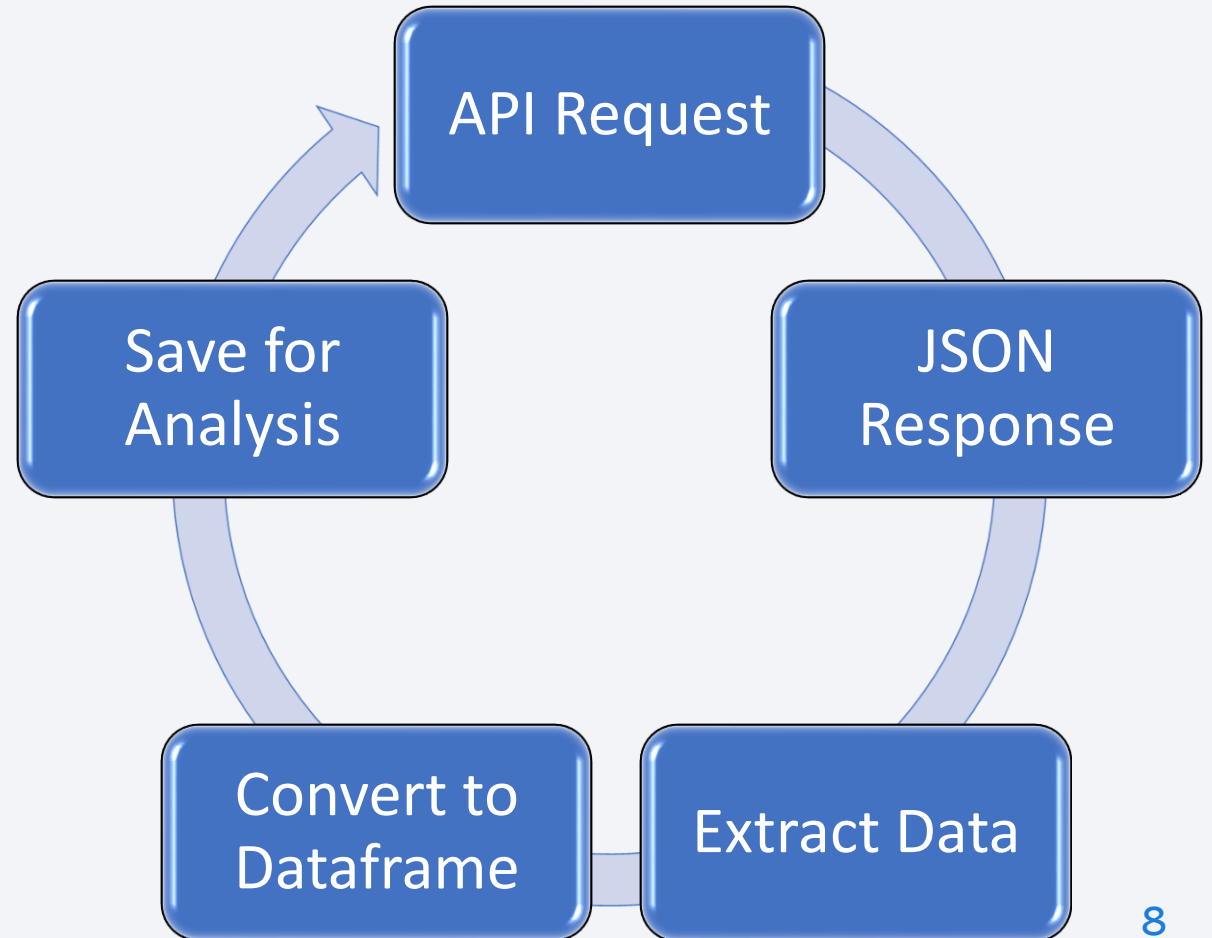 API Request
JSON
Response
Extract Data
Convert to
Dataframe
Save for
Analysis
8